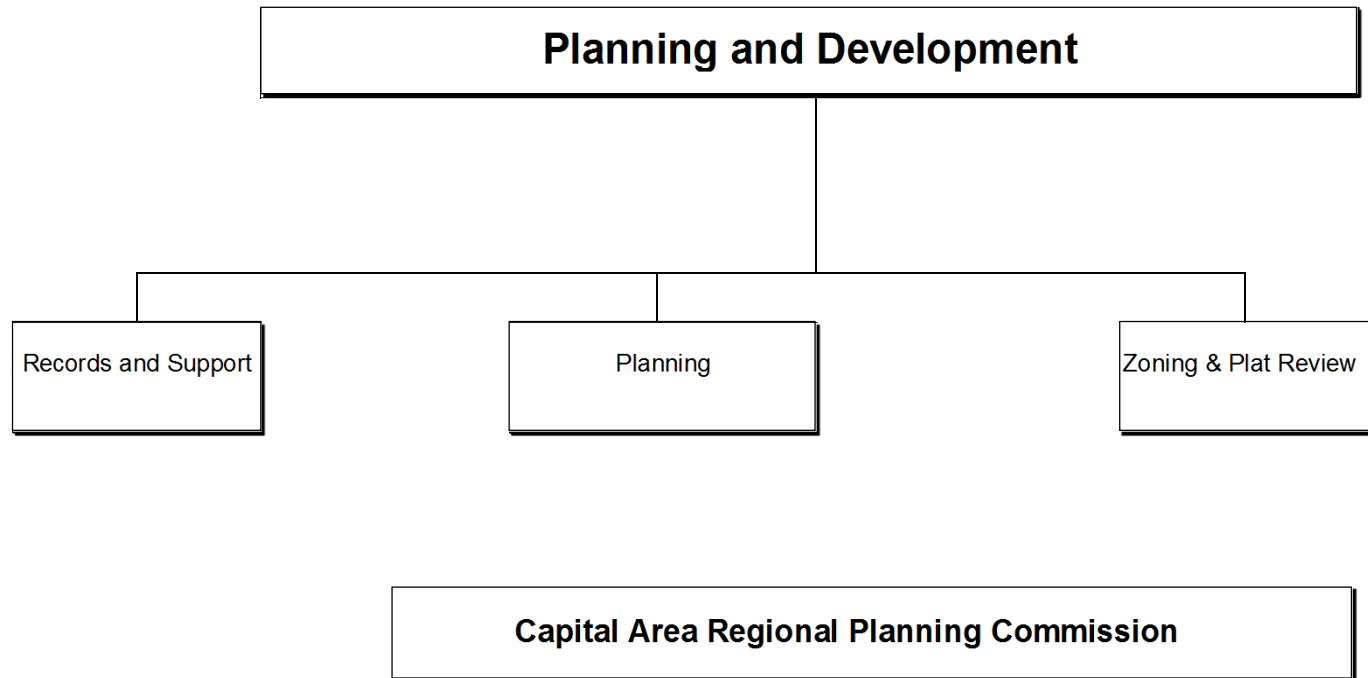 Planning and Development
Records and Support
Planning
Zoning & Plat Review
Capital Area Regional Planning Commission